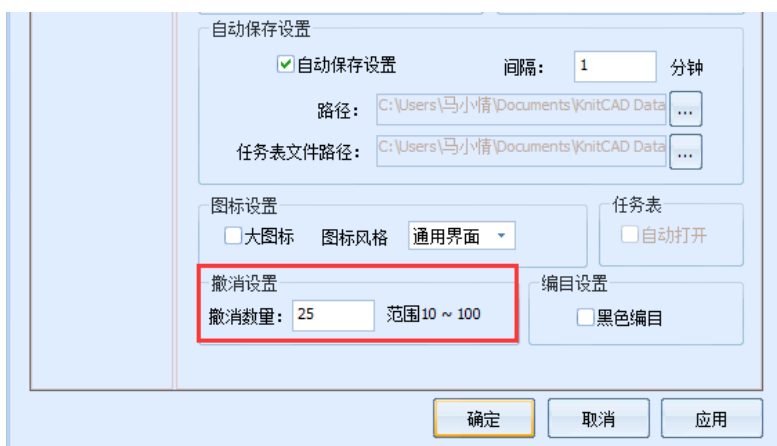 自动保存设置
自动保存设置 间隔： 1 分钟
路径： C:\Users\马小倩\Documents\KnitCAD Data ...
任务表文件路径： C:\Users\马小倩\Documents\KnitCAD Data ...
图标设置 任务表
大图标 图标风格 通用界面 自动打开
撤消设置 编目设置
撤消数量： 25 范围10 ~ 100 黑色编目
确定 取消 应用